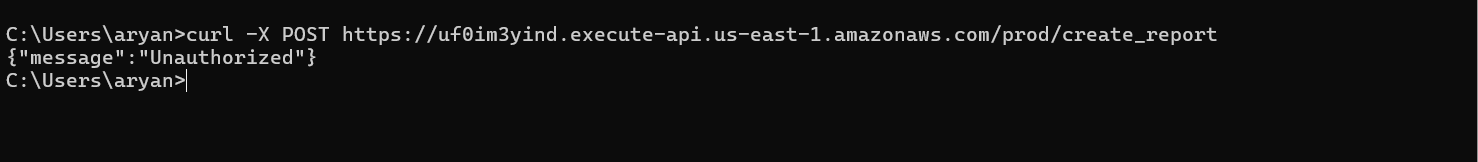 C:\Users\aryan>curl -X POST https://uf0im3yind.execute-api.us-east-1.amazonaws.com/prod/create_report
{"message":"Unauthorized"}
C:\Users\aryan>